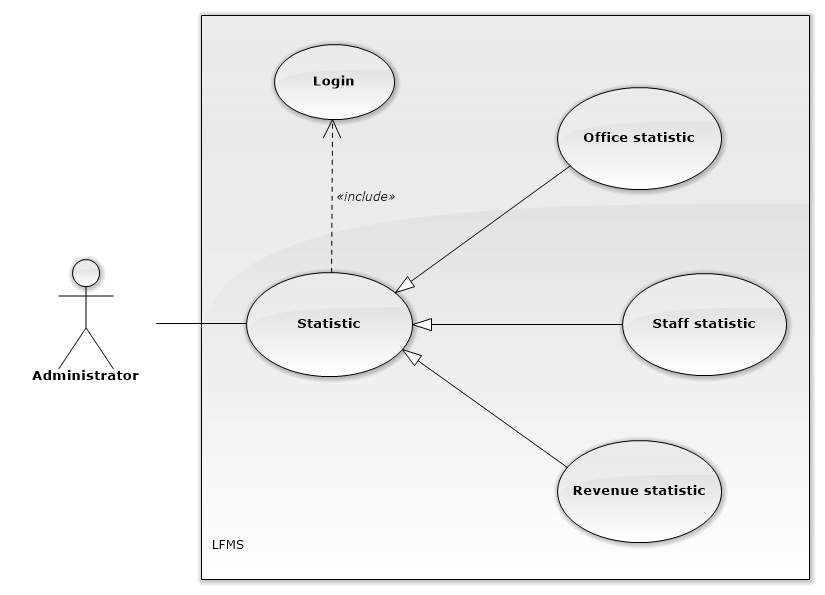 Login
Office statistic
«include»
Statistic
Staff statistic
Administrator
Revenue statistic
LFMS